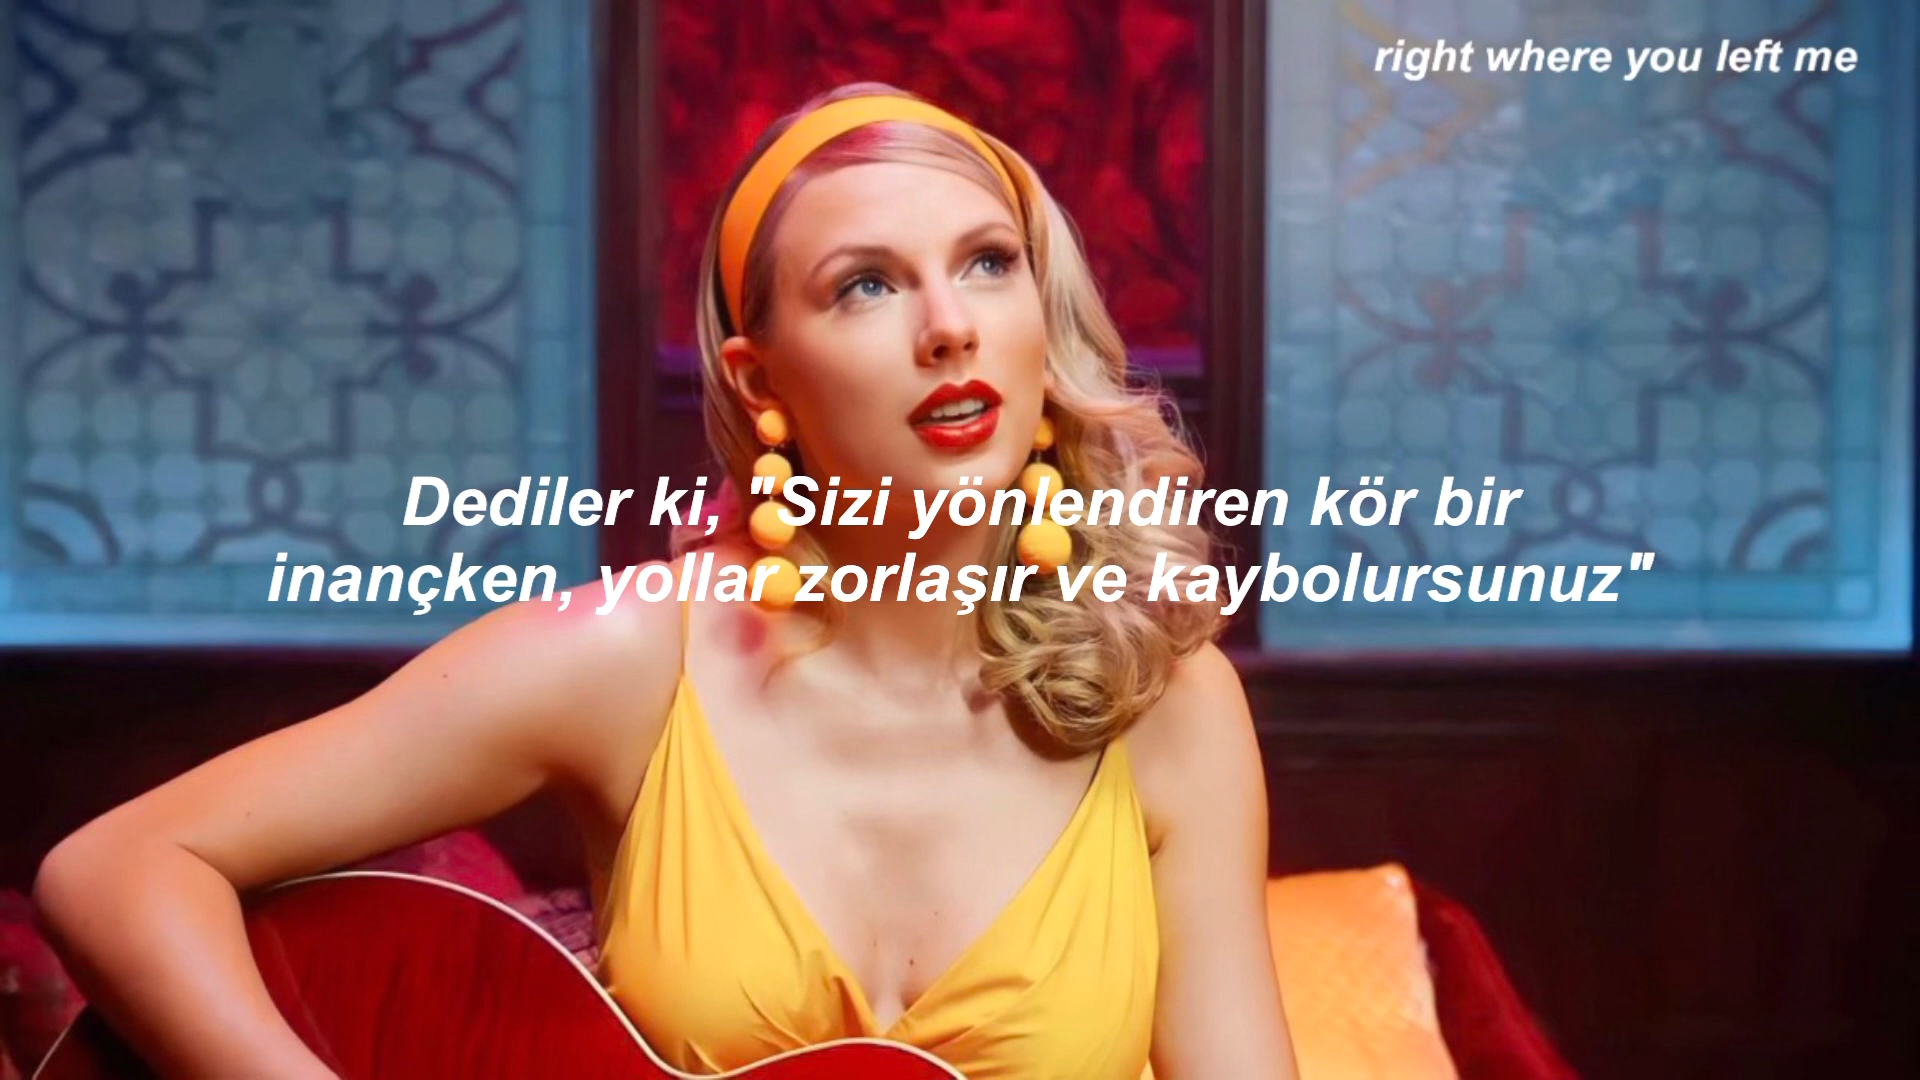 right where you left me
Dediler ki, "Sizi yönlendiren kör bir
inançken, yollar zorlaşır ve kaybolursunuz"